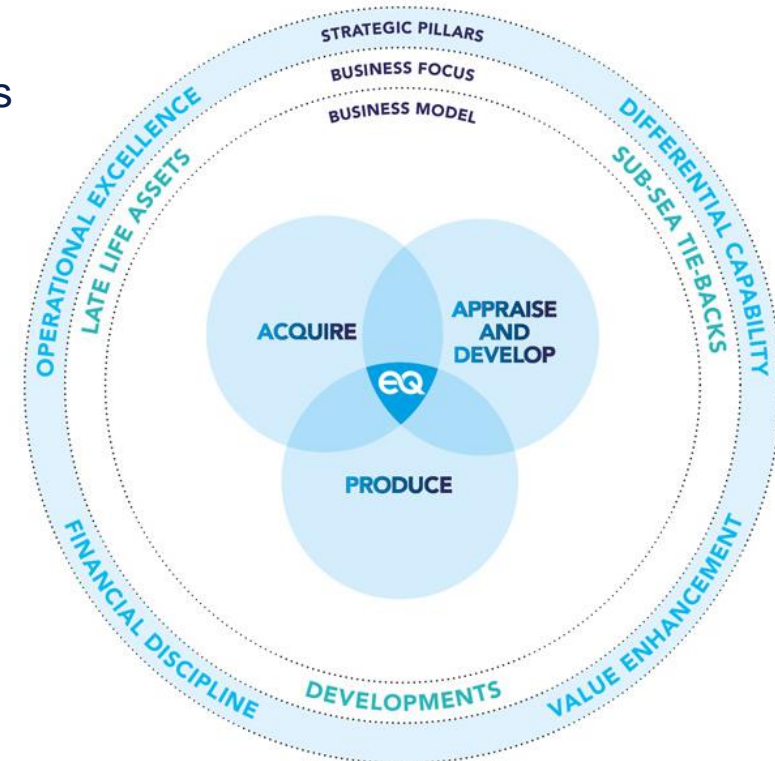 s
STRATEGIC PILLARS
BUSINESS FOCUS
BUSINESS MODEL
OPERATIONAL EXCELLENCE
DIFFERENTIAL CAPABILITY
LATE LIFE ASSETS
SUB-SEA TIE-BACKS
ACQUIRE
APPRAISE
AND
DEVELOP
eQ
PRODUCE
FINANCIAL DISCIPLINE
VALUE ENHANCEMENT
DEVELOPMENTS